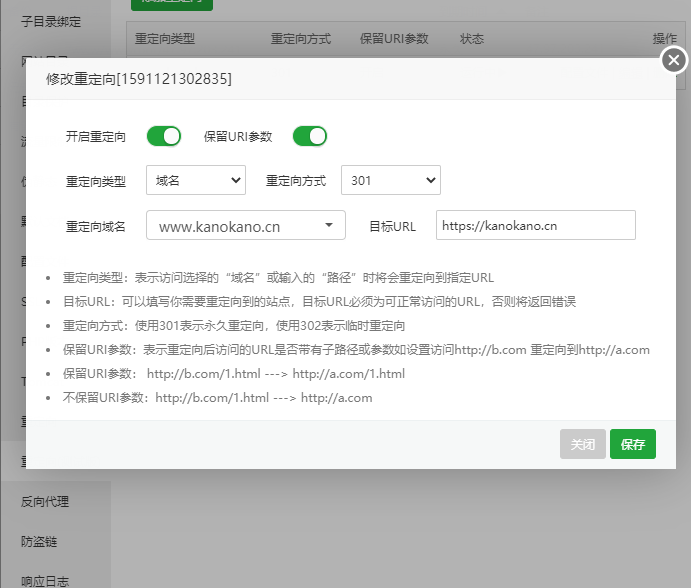 子目录绑定
重定向类型 重定向方式 保留URI参数 状态 操作
修改重定向[1591121302835]
开启重定向 保留URI参数
重定向类型 域名 重定向方式 301
重定向域名 www.kanokano.cn 目标URL https://kanokano.cn
重定向类型：表示访问选择的“域名”或输入的“路径”时将会重定向到指定URL
目标URL：可以填写你需要重定向到的站点，目标URL必须为可正常访问的URL，否则将返回错误
重定向方式：使用301表示永久重定向，使用302表示临时重定向
保留URI参数：表示重定向后访问的URL是否带有子路径或参数如设置访问http://b.com 重定向到http://a.com
保留URI参数： http://b.com/1.html ---> http://a.com/1.html
不保留URI参数：http://b.com/1.html ---> http://a.com
关闭 保存
反向代理
防盗链
响应日志